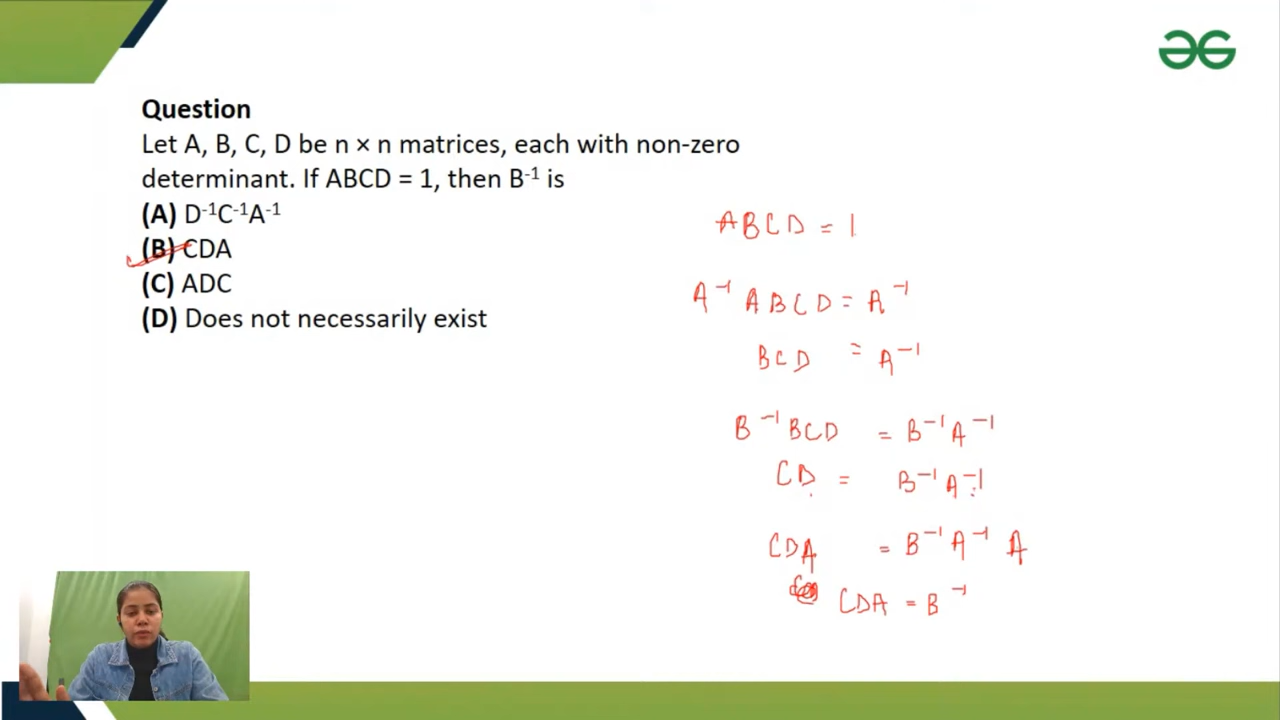 Question
Let A, B, C, D be n × n matrices, each with non-zero
determinant. If ABCD = 1, then B⁻¹ is
(A) D⁻¹C⁻¹A⁻¹
(B) CDA
(C) ADC
(D) Does not necessarily exist
ABCD = 1
A⁻¹ ABCD = A⁻¹
BCD = A⁻¹
B⁻¹ BCD = B⁻¹ A⁻¹
CD = B⁻¹ A⁻¹
CDA = B⁻¹ A⁻¹ A
CDA = B⁻¹